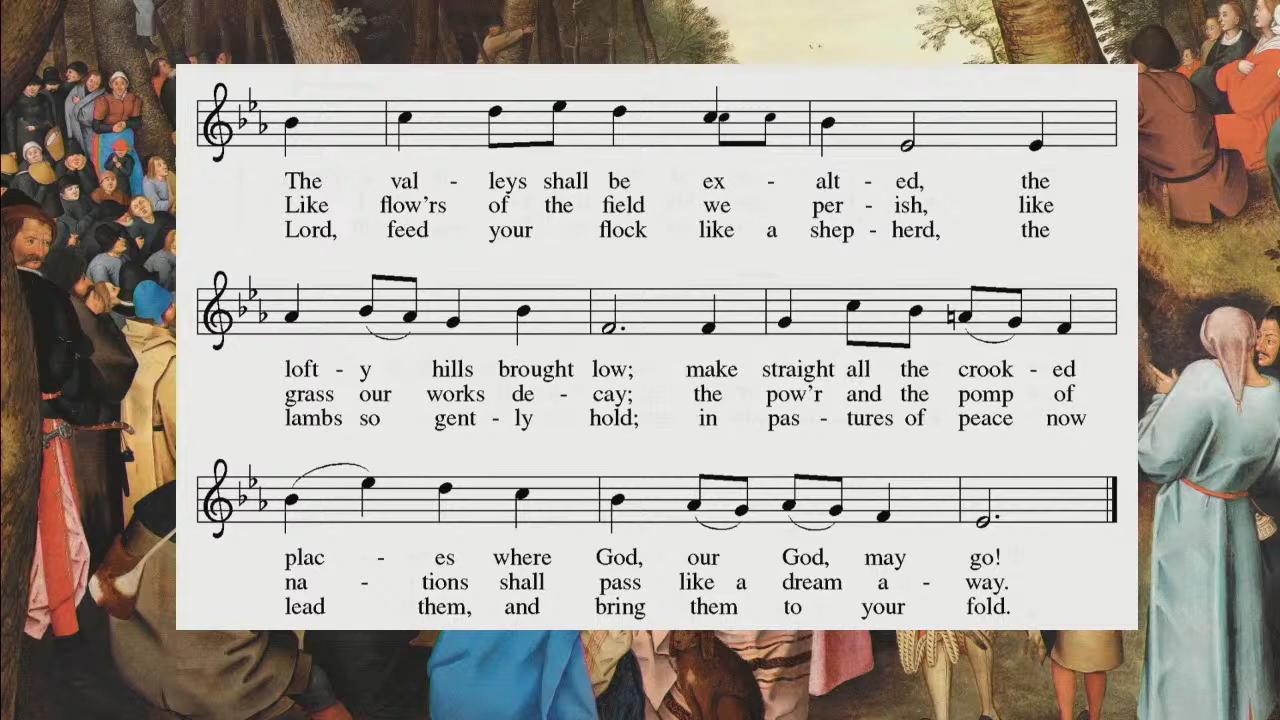 The val - leys shall be ex - alt - ed, the
Like flow'rs of the field we per - ish, like
Lord, feed your flock like a shep - herd, the
loft - y hills brought low; make straight all the crook - ed
grass our works de - cay; the pow'r and the pomp of
lambs so gent - ly hold; in pas - tures of peace now
plac - es where God, our God, may go!
na - tions shall pass like a dream a - way.
lead them, and bring them to your fold.